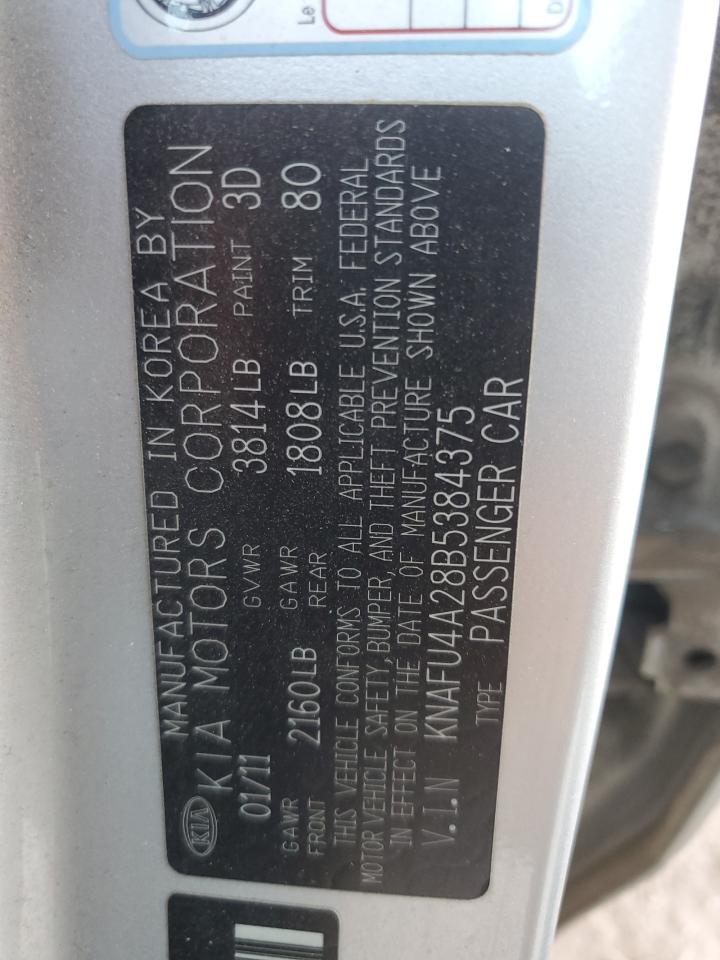 MANUFACTURED IN KOREA BY
KIA KIA MOTORS CORPORATION
01/11 GVWR 3814LB PAINT 3D
GAWR FRONT 2160LB GAWR REAR 1808LB TRIM 80
THIS VEHICLE CONFORMS TO ALL APPLICABLE U.S.A. FEDERAL
MOTOR VEHICLE SAFETY, BUMPER, AND THEFT PREVENTION STANDARDS
IN EFFECT ON THE DATE OF MANUFACTURE SHOWN ABOVE
V.I.N KNAFU4A28B5384375
TYPE PASSENGER CAR
Le
D